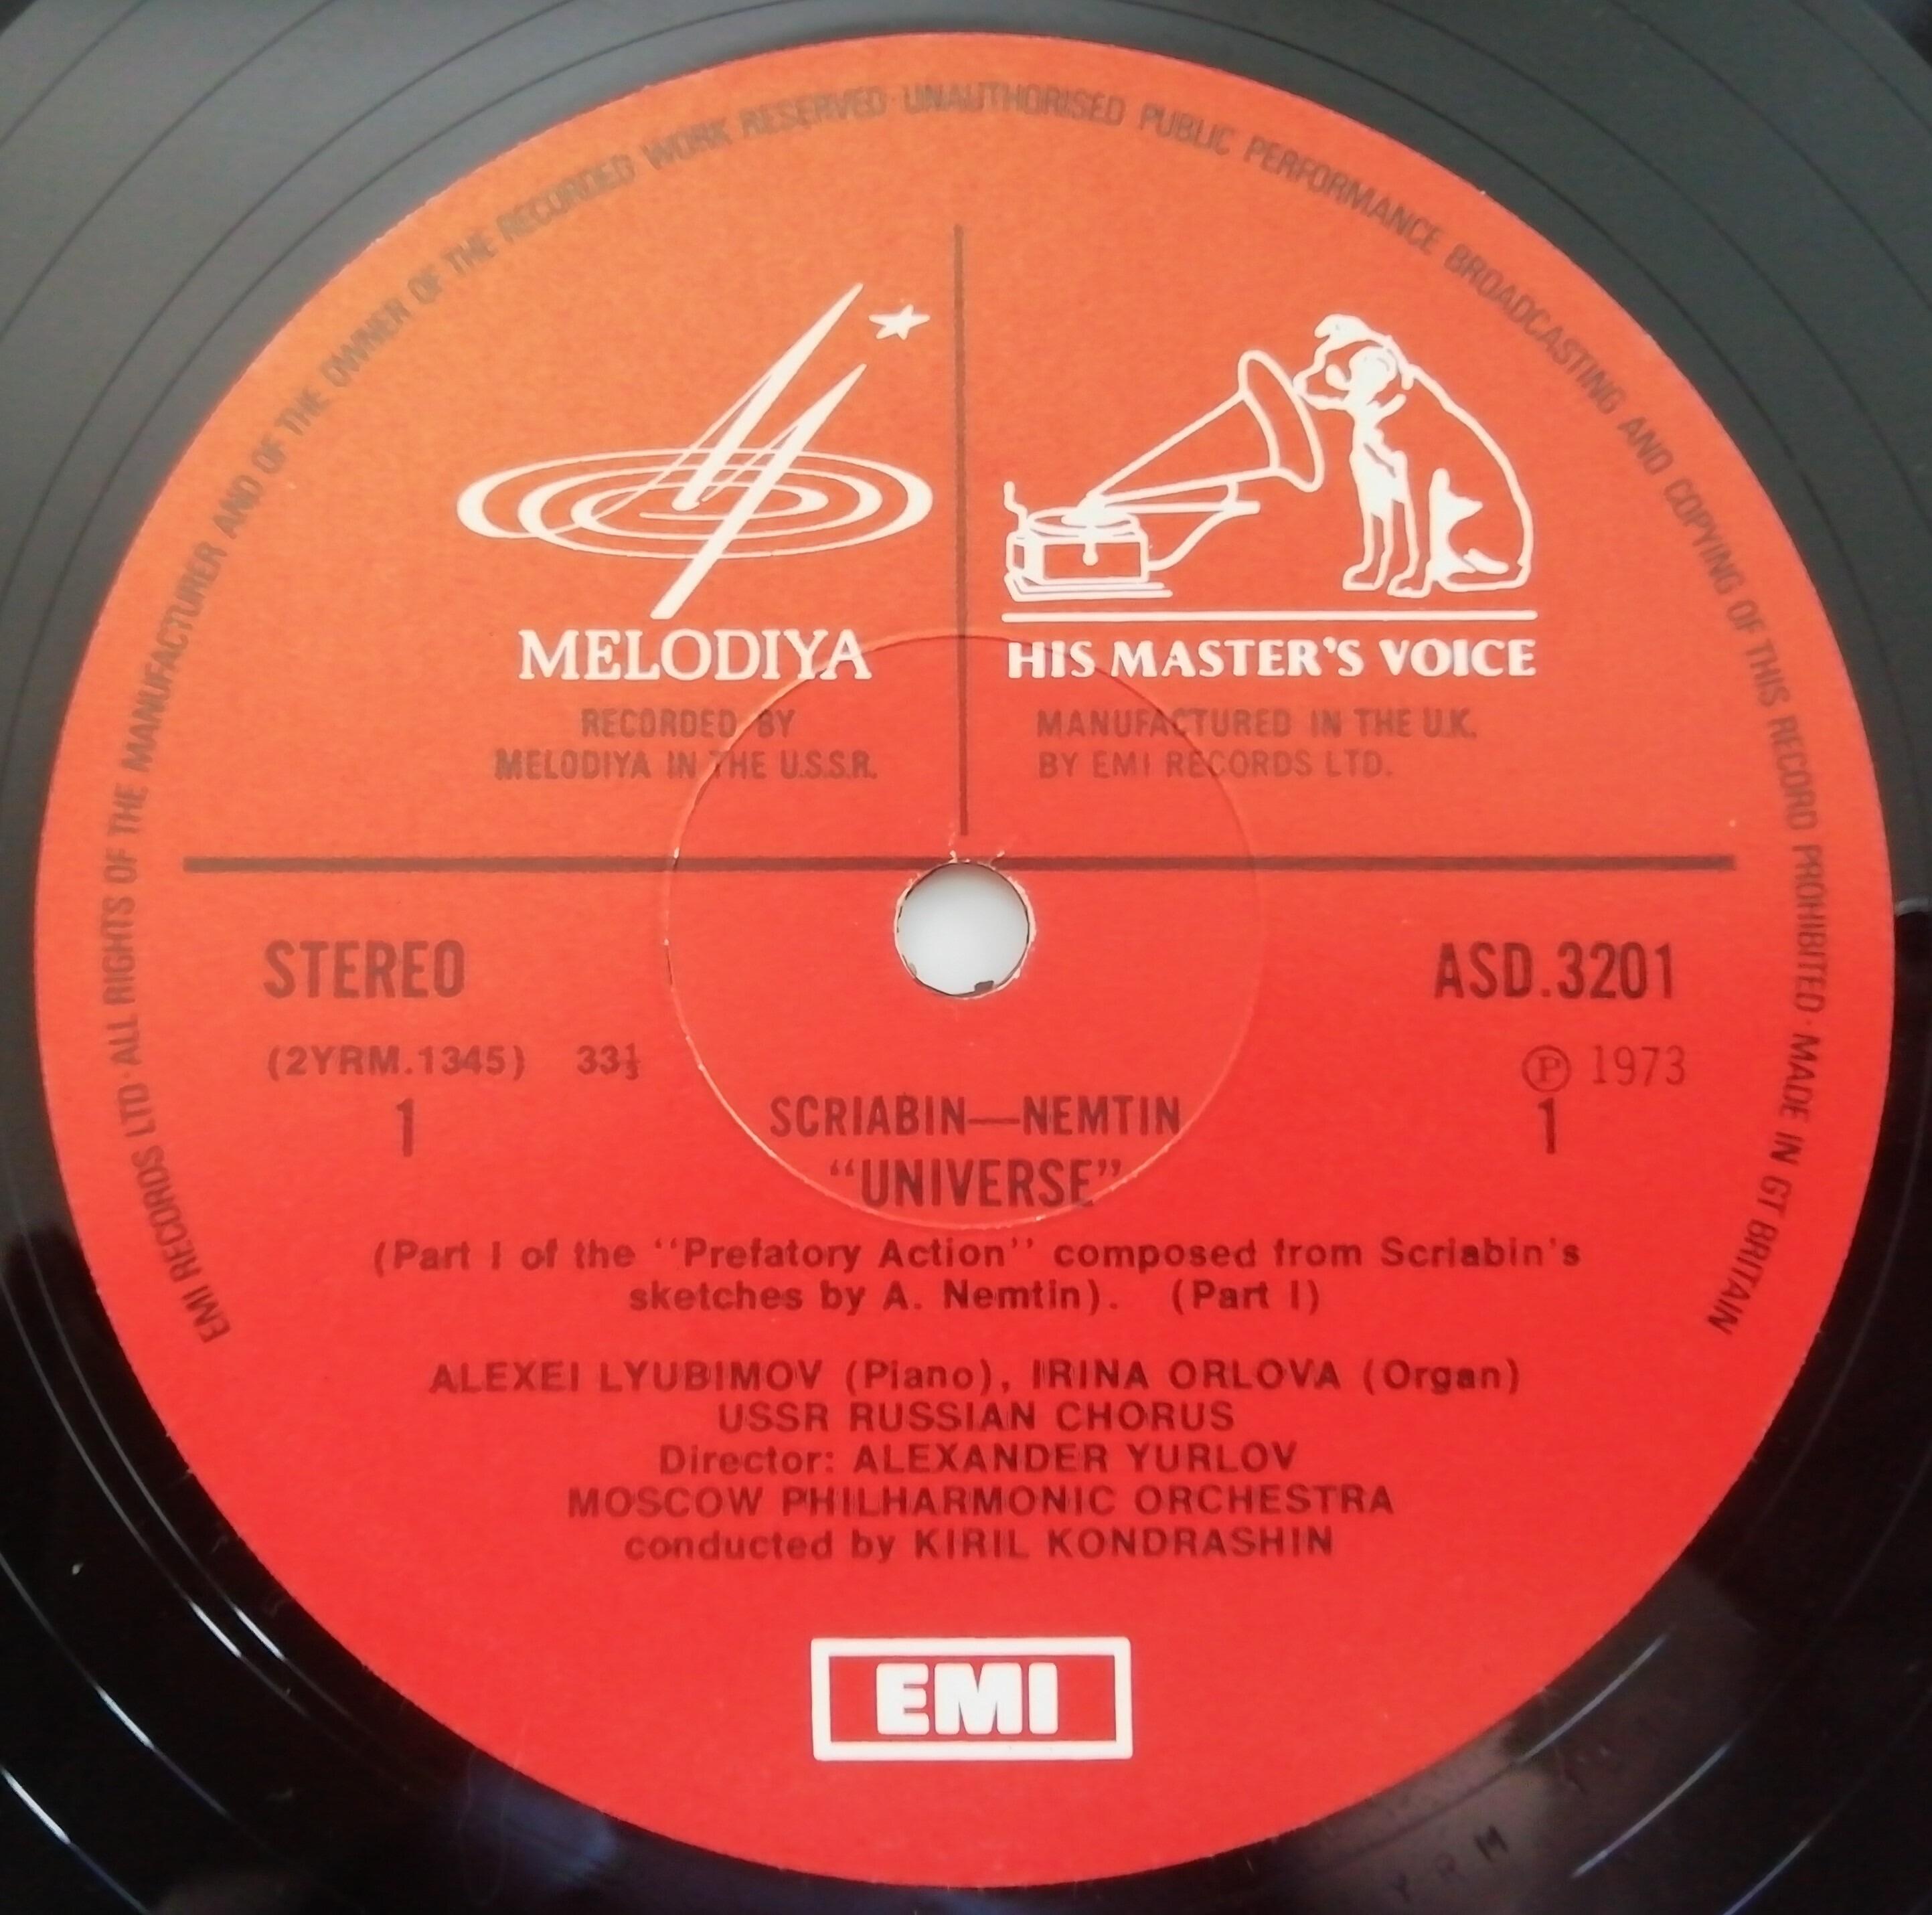 EMI RECORDS LTD · ALL RIGHTS OF THE MANUFACTURER AND OF THE OWNER OF THE RECORDED WORK RESERVED · UNAUTHORISED PUBLIC PERFORMANCE BROADCASTING AND COPYING OF THIS RECORD PROHIBITED · MADE IN GT BRITAIN
MELODIYA
RECORDED BY
MELODIYA IN THE U.S.S.R.
HIS MASTER'S VOICE
MANUFACTURED IN THE U.K.
BY EMI RECORDS LTD.
STEREO
ASD.3201
(2YRM.1345) 33⅓
Ⓟ 1973
1
1
SCRIABIN—NEMTIN
“UNIVERSE”
(Part I of the “Prefatory Action” composed from Scriabin's
sketches by A. Nemtin). (Part I)
ALEXEI LYUBIMOV (Piano), IRINA ORLOVA (Organ)
USSR RUSSIAN CHORUS
Director: ALEXANDER YURLOV
MOSCOW PHILHARMONIC ORCHESTRA
conducted by KIRIL KONDRASHIN
EMI
Y R M